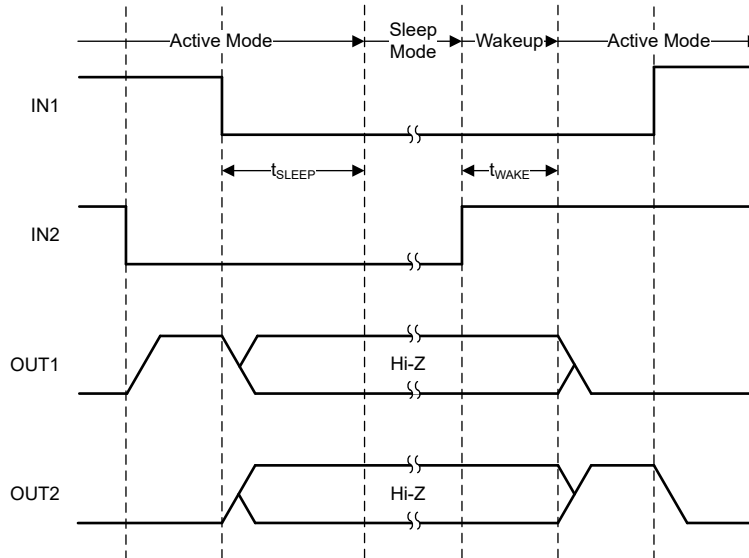 Active Mode
Sleep
Mode
Wakeup
Active Mode
IN1
tSLEEP
tWAKE
IN2
OUT1
Hi-Z
OUT2
Hi-Z